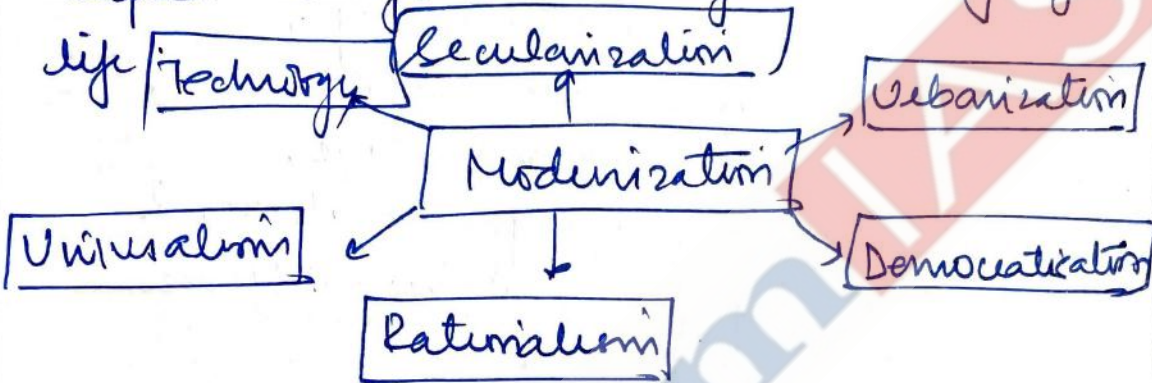 life
Technology
Secularization
Urbanization
Modernization
Universalism
Democratization
Rationalism